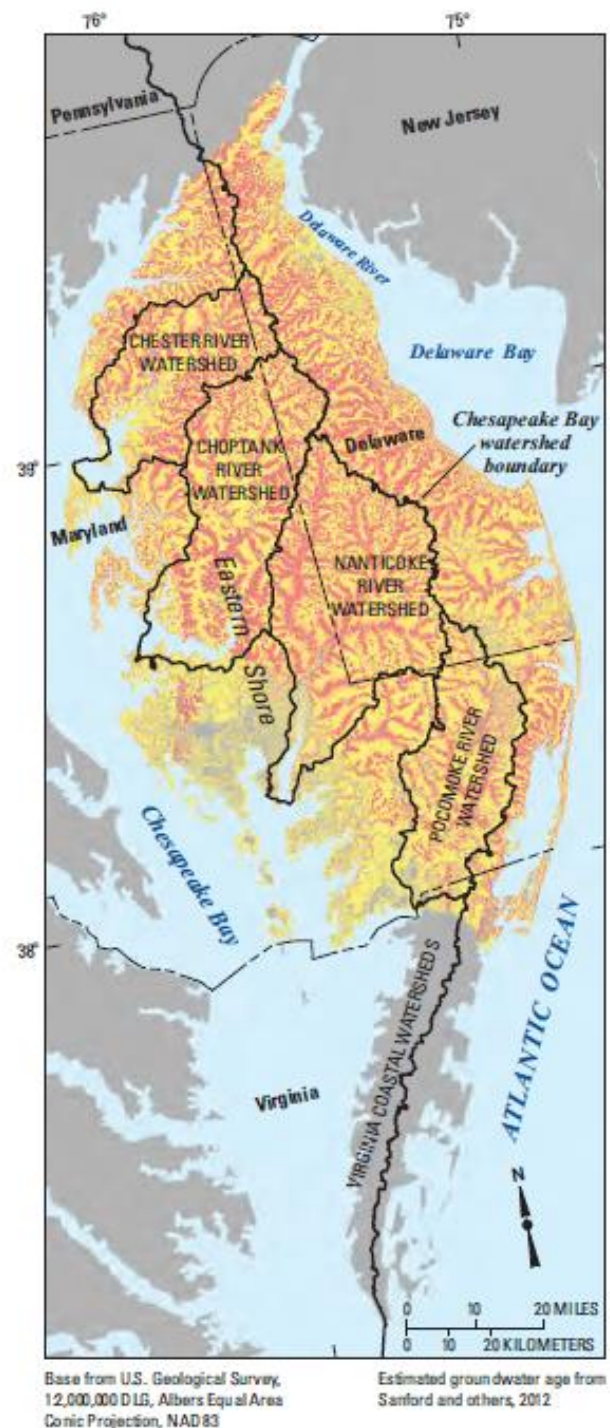 76°
75°
Pennsylvania
New Jersey
Delaware River
CHESTER RIVER
WATERSHED
Delaware Bay
Chesapeake Bay
watershed
boundary
Delaware
CHOPTANK
RIVER
WATERSHED
39°
Maryland
NANTICOKE
RIVER
WATERSHED
Eastern
Shore
POCOMOKE RIVER
WATERSHED
Chesapeake Bay
38°
ATLANTIC OCEAN
VIRGINIA COASTAL WATERSHEDS
Virginia
N
0 10 20 MILES
0 10 20 KILOMETERS
Base from U.S. Geological Survey,
12,000,000 DLG, Albers Equal Area
Conic Projection, NAD 83
Estimated groundwater age from
Sanford and others, 2012